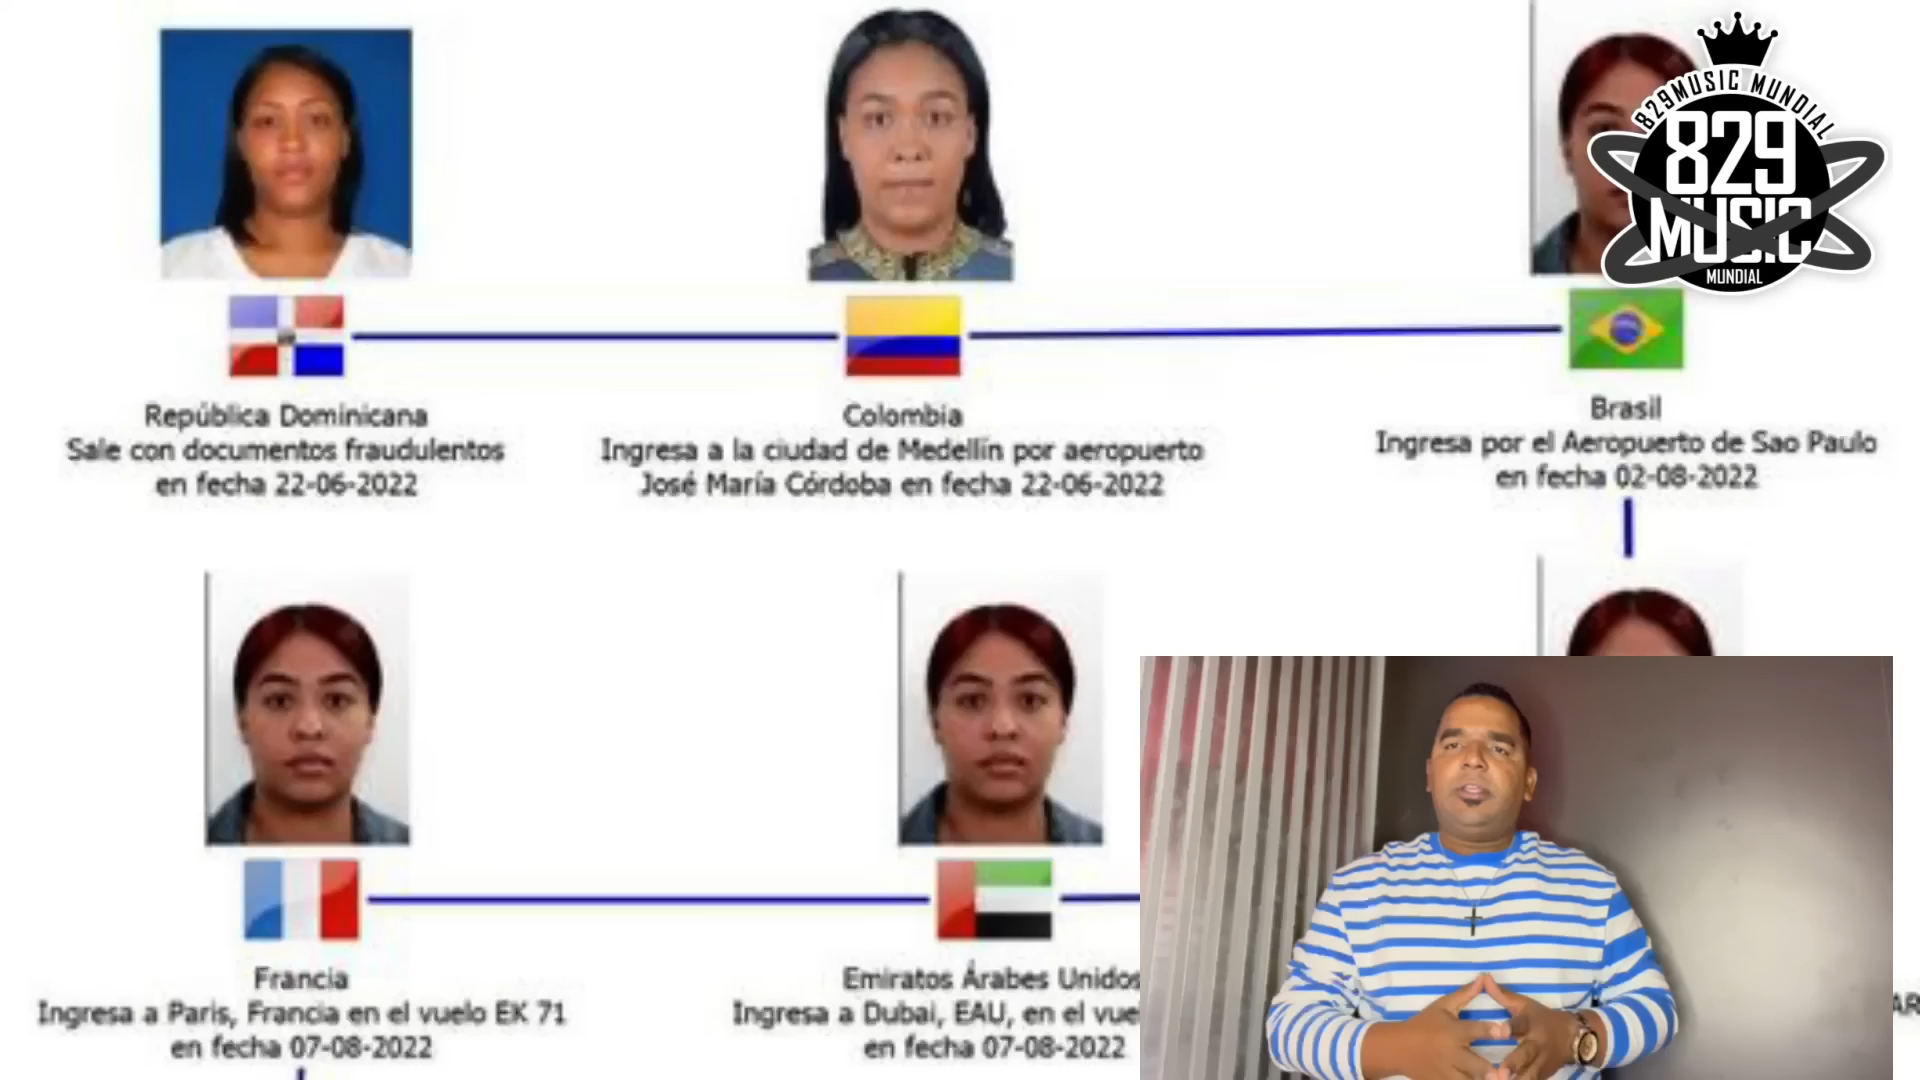 829MUSIC MUNDIAL
829
MUSIC
MUNDIAL
República Dominicana
Sale con documentos fraudulentos
en fecha 22-06-2022
Colombia
Ingresa a la ciudad de Medellín por aeropuerto
José María Córdoba en fecha 22-06-2022
Brasil
Ingresa por el Aeropuerto de Sao Paulo
en fecha 02-08-2022
Francia
Ingresa a Paris, Francia en el vuelo EK 71
en fecha 07-08-2022
Emiratos Árabes Unidos
Ingresa a Dubai, EAU, en el vue
en fecha 07-08-2022
AR